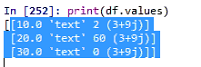 In [252]: print(df.values)
[[10.0 'text' 2 (3+9j)]
[20.0 'text' 60 (3+9j)]
[30.0 'text' 0 (3+9j)]]